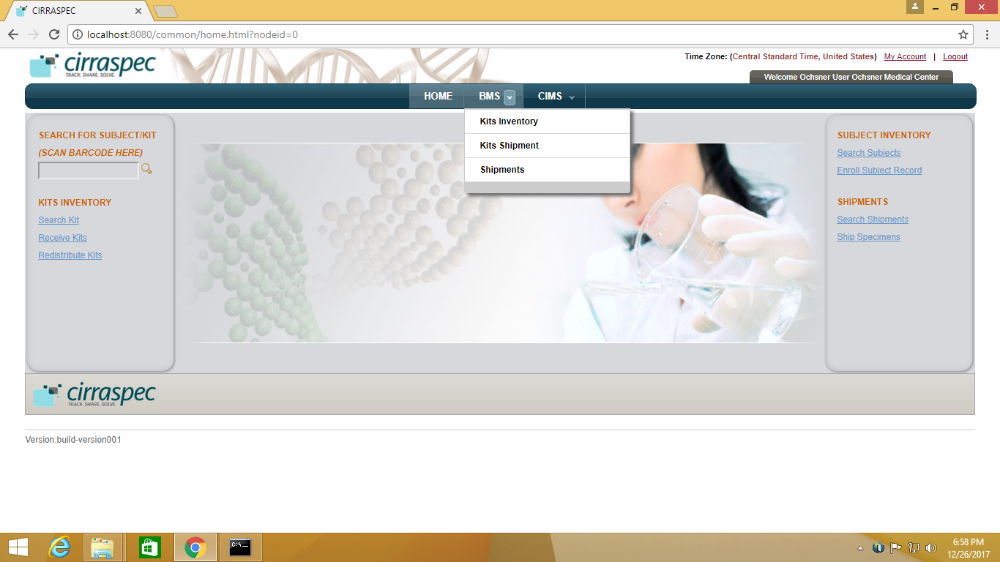 CIRRASPEC
localhost:8080/common/home.html?nodeid=0
cirraspec
TRACK. SHARE. SOLVE.
Time Zone: (Central Standard Time, United States) My Account | Logout
Welcome Ochsner User Ochsner Medical Center
HOME BMS CIMS
Kits Inventory
Kits Shipment
Shipments
SEARCH FOR SUBJECT/KIT
(SCAN BARCODE HERE)
KITS INVENTORY
Search Kit
Receive Kits
Redistribute Kits
SUBJECT INVENTORY
Search Subjects
Enroll Subject Record
SHIPMENTS
Search Shipments
Ship Specimens
cirraspec
TRACK. SHARE. SOLVE.
Version:build-version001
C:\_
6:58 PM
12/26/2017